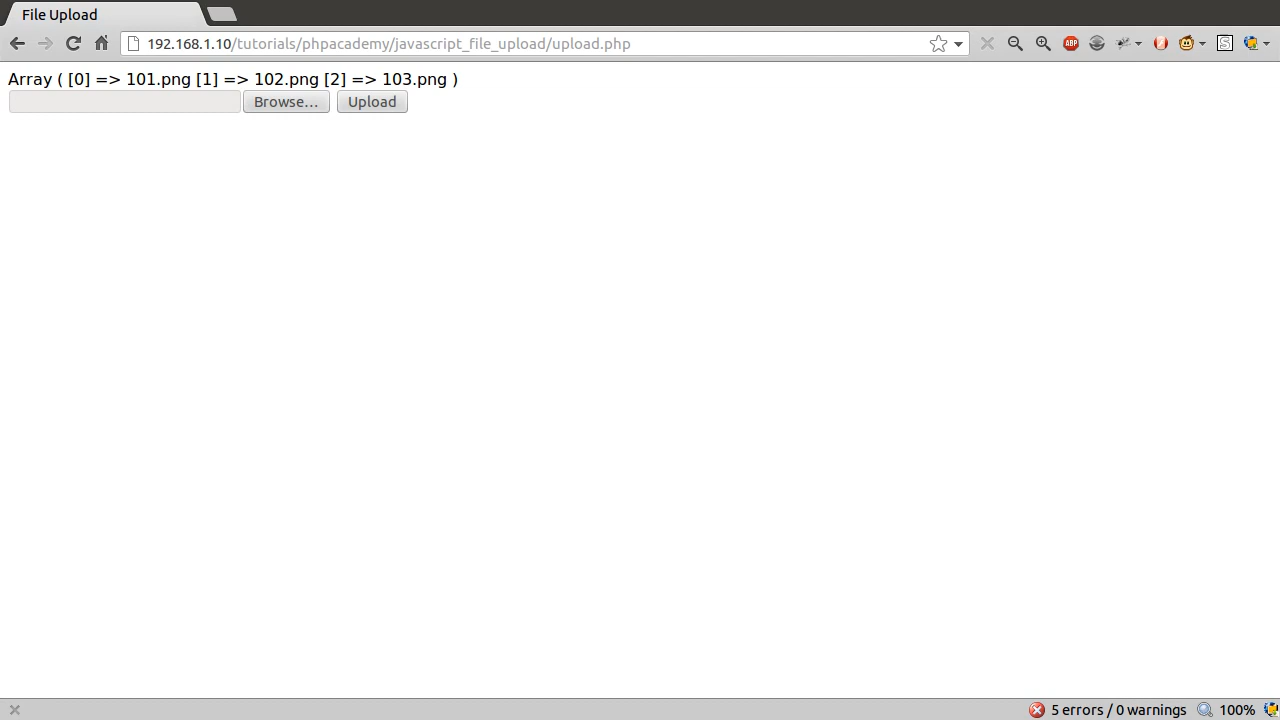 File Upload
192.168.1.10/tutorials/phpacademy/javascript_file_upload/upload.php
ABP
S
Array ( [0] => 101.png [1] => 102.png [2] => 103.png )
Browse... Upload
5 errors / 0 warnings 100%